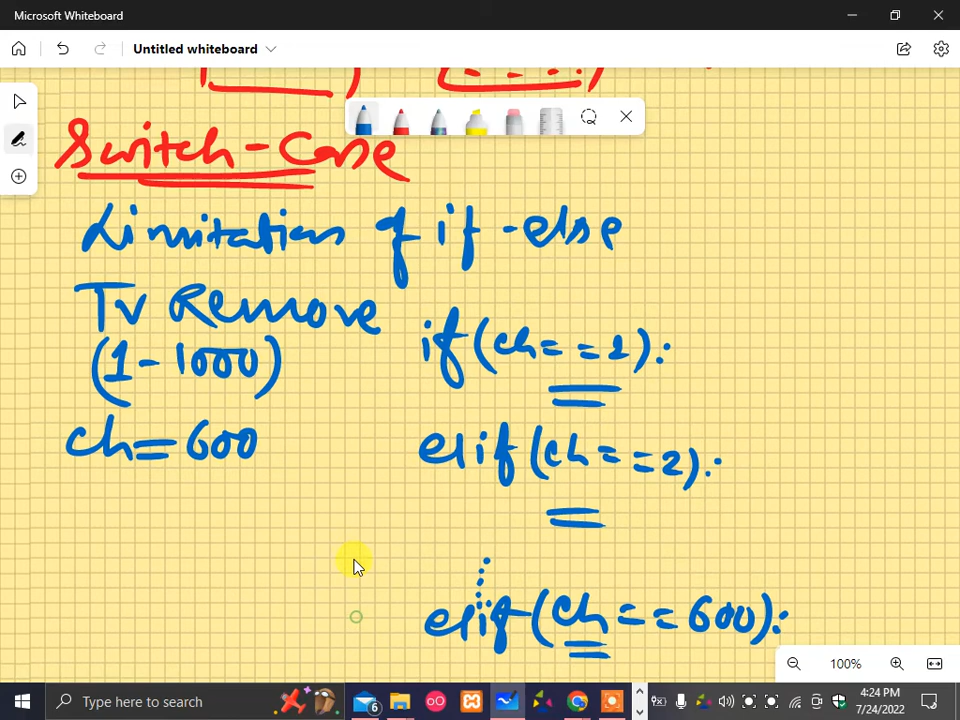 Microsoft Whiteboard
Untitled whiteboard
Switch-Case
Limitation of if-else
Tv Remove
(1-1000)
if(ch==1):
ch=600
elif(ch==2):
elif(ch==600):
100%
Type here to search
6
4:24 PM
7/24/2022